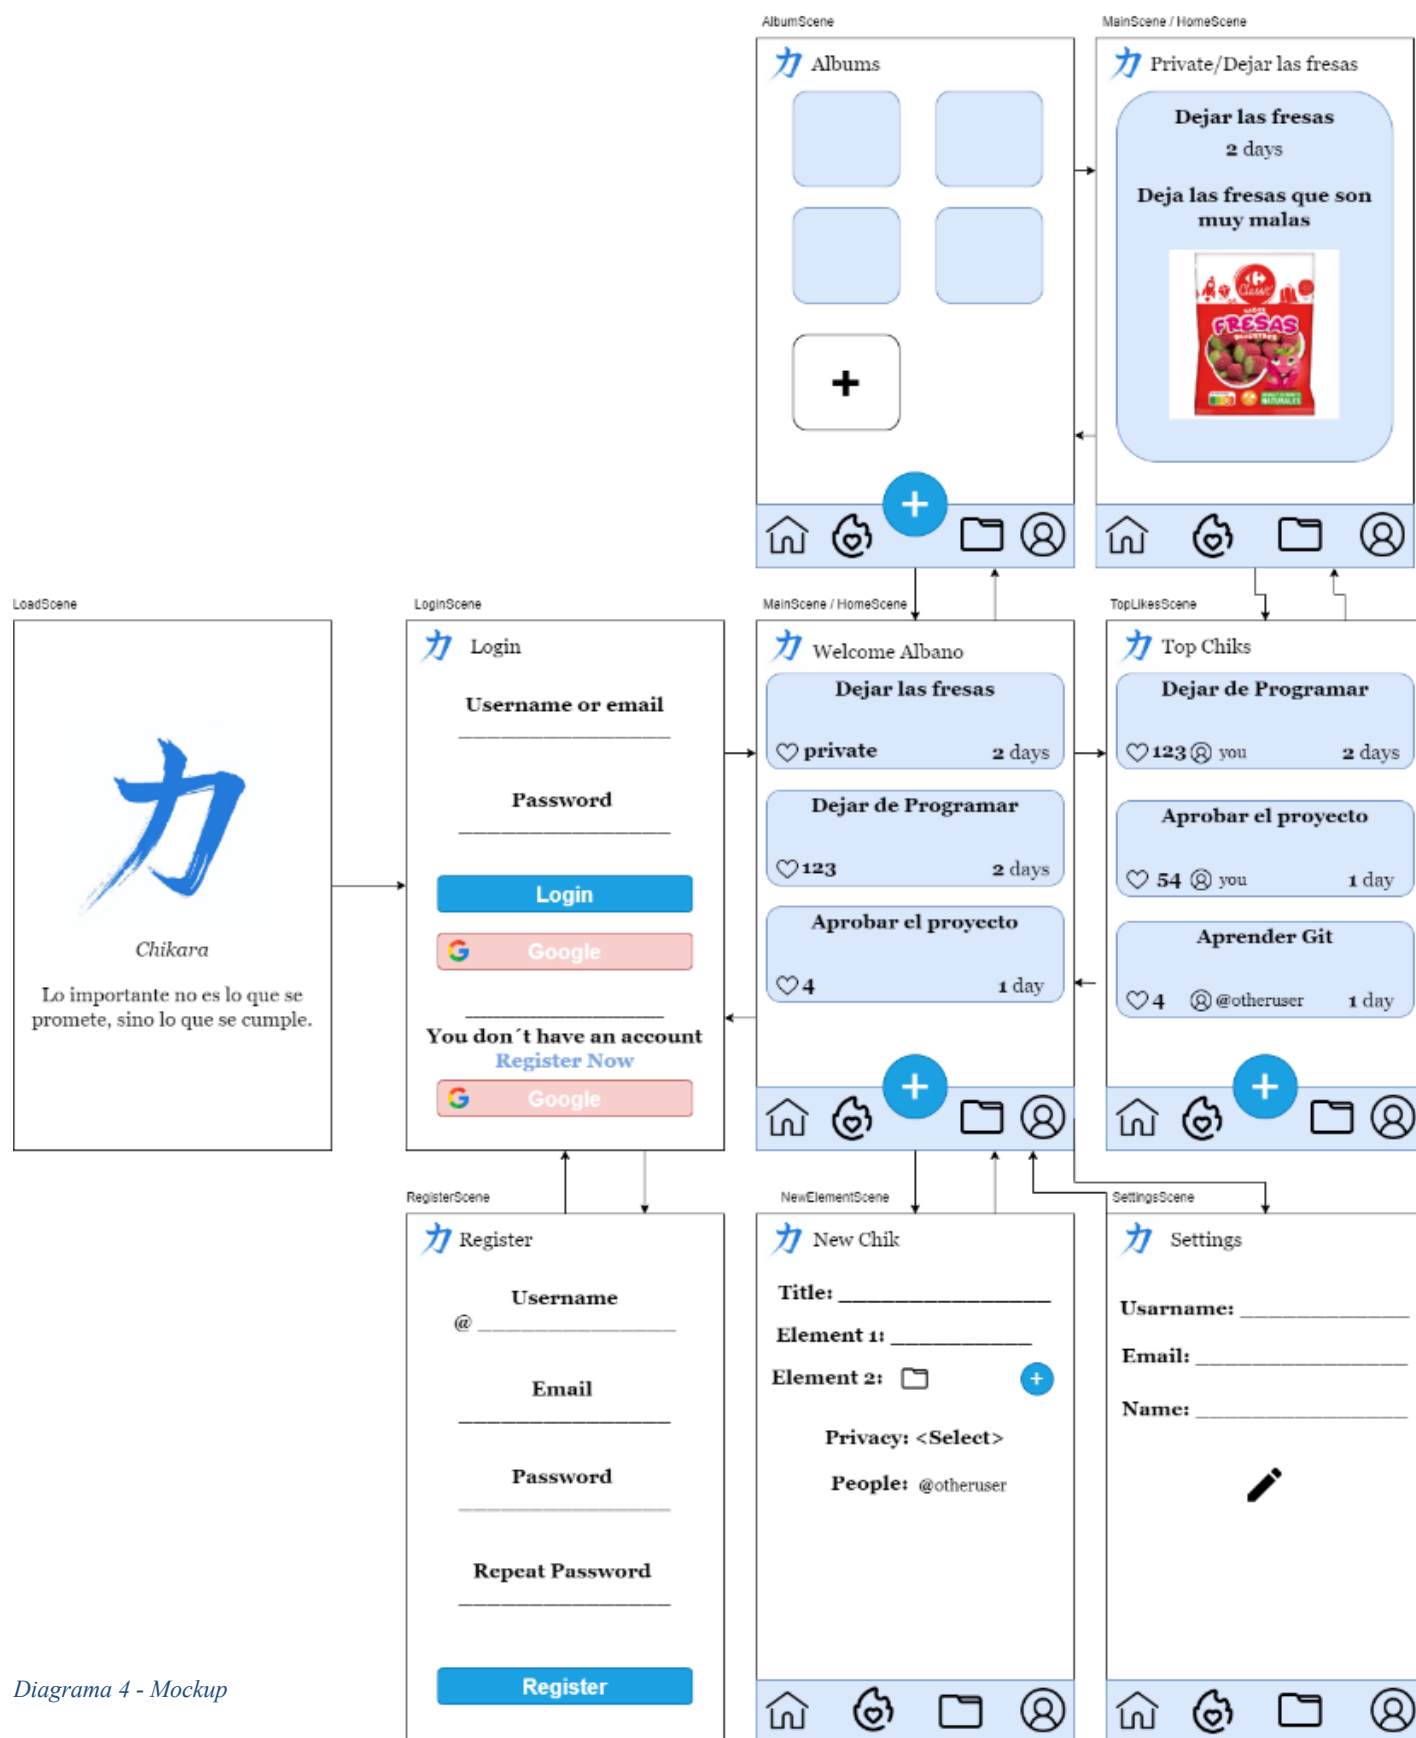 AlbumScene
力 Albums
+
+
MainScene / HomeScene
力 Private/Dejar las fresas
Dejar las fresas
2 days
Deja las fresas que son
muy malas
Classic
FRESAS
NATURALES
LoadScene
力
Chikara
Lo importante no es lo que se
promete, sino lo que se cumple.
LoginScene
力 Login
Username or email
Password
Login
G Google
You don´t have an account
Register Now
G Google
MainScene / HomeScene
力 Welcome Albano
Dejar las fresas
private 2 days
Dejar de Programar
123 2 days
Aprobar el proyecto
4 1 day
+
TopLikesScene
力 Top Chiks
Dejar de Programar
123 you 2 days
Aprobar el proyecto
54 you 1 day
Aprender Git
4 @otheruser 1 day
+
RegisterScene
力 Register
Username
@
Email
Password
Repeat Password
Register
NewElementScene
力 New Chik
Title:
Element 1:
Element 2: +
Privacy: <Select>
People: @otheruser
SettingsScene
力 Settings
Usarname:
Email:
Name:
Diagrama 4 - Mockup